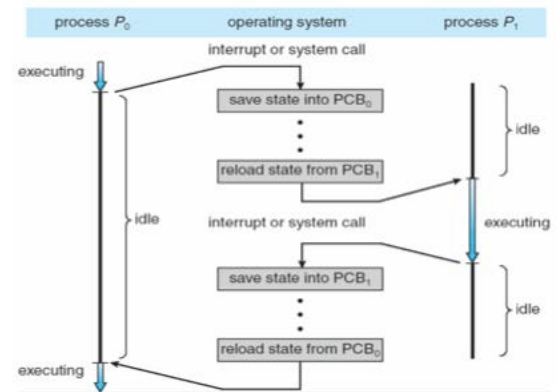 process P0 operating system process P1
interrupt or system call
executing
save state into PCB0
idle
reload state from PCB1
idle
interrupt or system call
executing
save state into PCB1
idle
reload state from PCB0
executing